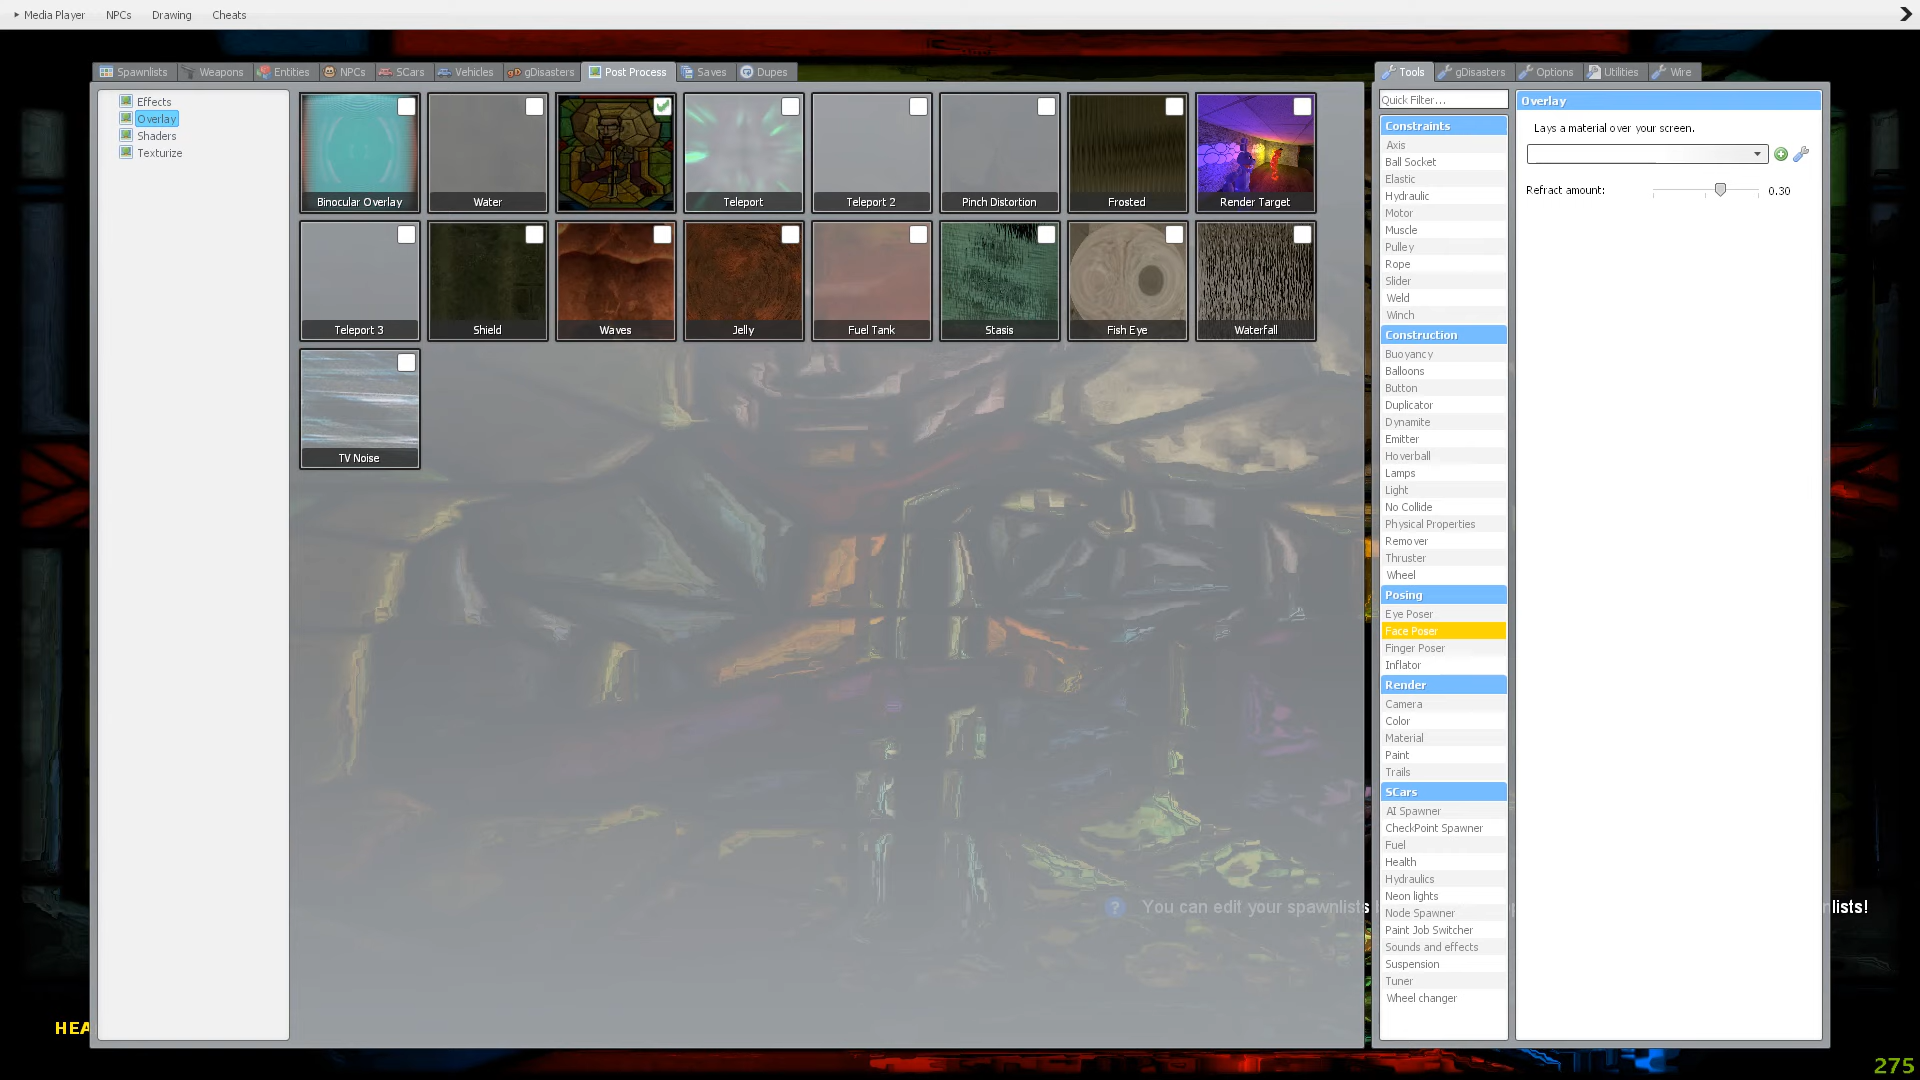 Media Player NPCs Drawing Cheats
Spawnlists Weapons Entities NPCs SCars Vehicles gDisasters Post Process Saves Dupes
Tools gDisasters Options Utilities Wire
Effects
Overlay
Shaders
Texturize
Binocular Overlay Water Teleport Teleport 2 Pinch Distortion Frosted Render Target
Teleport 3 Shield Waves Jelly Fuel Tank Stasis Fish Eye Waterfall
TV Noise
Quick Filter...
Constraints
Axis
Ball Socket
Elastic
Hydraulic
Motor
Muscle
Pulley
Rope
Slider
Weld
Winch
Construction
Buoyancy
Balloons
Button
Duplicator
Dynamite
Emitter
Hoverball
Lamps
Light
No Collide
Physical Properties
Remover
Thruster
Wheel
Posing
Eye Poser
Face Poser
Finger Poser
Inflator
Render
Camera
Color
Material
Paint
Trails
SCars
AI Spawner
CheckPoint Spawner
Fuel
Health
Hydraulics
Neon lights
Node Spawner
Paint Job Switcher
Sounds and effects
Suspension
Tuner
Wheel changer
Overlay
Lays a material over your screen.
Refract amount: 0.30
You can edit your spawnlists lists!
HEA
275